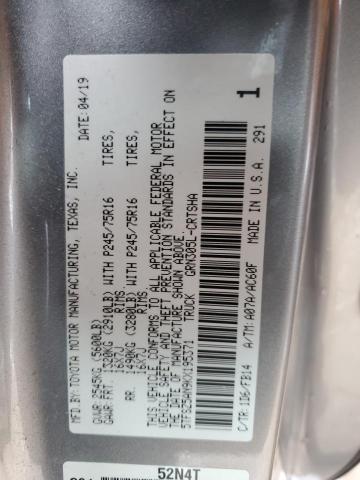 MFD.BY:TOYOTA MOTOR MANUFACTURING, TEXAS, INC. DATE: 04/19
GVWR:2545KG(5600LB)
GAWR:FRT. 1320KG (2910LB) WITH P245/75R16 TIRES,
16X7J RIMS,
RR. 1490KG (3280LB) WITH P245/75R16 TIRES,
16X7J RIMS.
THIS VEHICLE CONFORMS TO ALL APPLICABLE FEDERAL MOTOR
VEHICLE SAFETY AND THEFT PREVENTION STANDARDS IN EFFECT ON
THE DATE OF MANUFACTURE SHOWN ABOVE.
5TFSZ5AN9KX195371 TRUCK GRN305L-CRTSHA
1
C/TR: 1D6/FB14
A/TM: A07A/AC60F MADE IN U.S.A. 291
52N4T